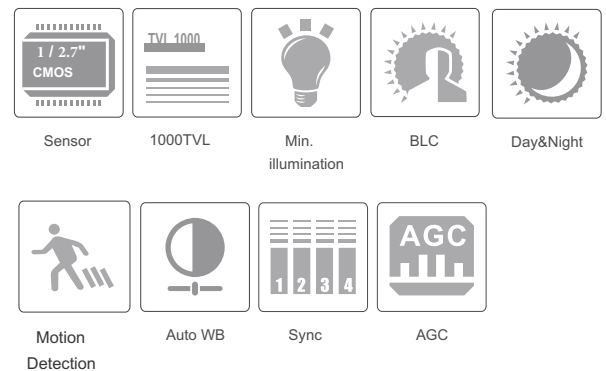 1 / 2.7"
CMOS
TVL 1000
Sensor
1000TVL
Min.
illumination
BLC
Day&Night
1 2 3 4
AGC
Motion
Detection
Auto WB
Sync
AGC